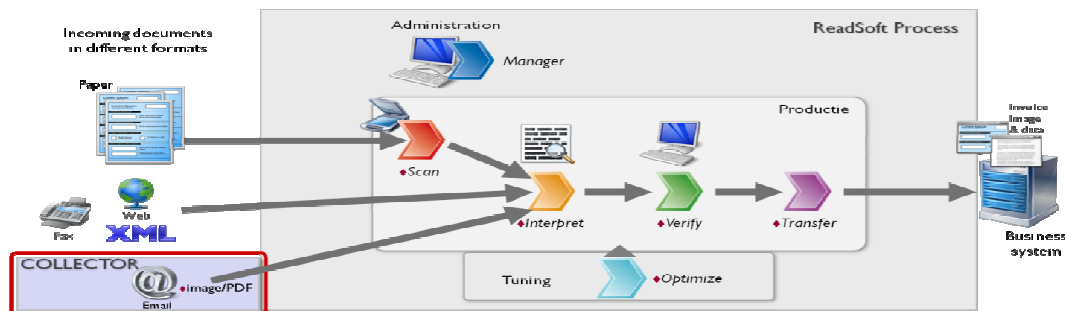 Incoming documents
in different formats
Paper
Fax
Web
XML
COLLECTOR
image/PDF
Email
Administration
Manager
ReadSoft Process
Productie
Scan
Interpret
Verify
Transfer
Tuning
Optimize
Invoice
image
& data
Business
system